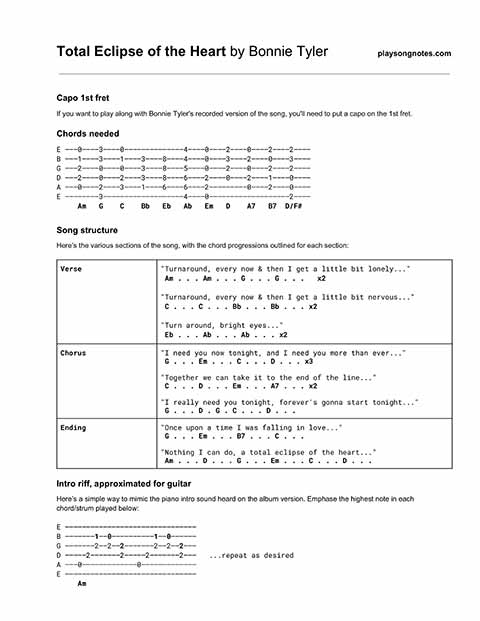 Total Eclipse of the Heart by Bonnie Tyler playsongnotes.com
Capo 1st fret
If you want to play along with Bonnie Tyler's recorded version of the song, you'll need to put a capo on the 1st fret.
Chords needed
E ---0----3----0---------------4----0----2----0----2----2----
B ---1----3----1----3----8----4----0----3----2----0----3----
G ---2----0----0----3----8----5----0----2----0----2----2----
D ---2----0----2----3----8----6----2----0----2----1----0----
A ---0----2----3----1----6----6----2---------0----2----0----
E --------3--------------------4----0--------------------2----
Am G C Bb Eb Ab Em D A7 B7 D/F#
Song structure
Here's the various sections of the song, with the chord progressions outlined for each section:
Verse "Turnaround, every now & then I get a little bit lonely..."
Am . . . Am . . . G . . . G . . . x2
"Turnaround, every now & then I get a little bit nervous..."
C . . . C . . . Bb . . . Bb . . . x2
"Turn around, bright eyes..."
Eb . . . Ab . . . Ab . . . x2
Chorus "I need you now tonight, and I need you more than ever..."
G . . . Em . . . C . . . D . . . x3
"Together we can take it to the end of the line..."
C . . . D . . . Em . . . A7 . . . x2
"I really need you tonight, forever's gonna start tonight..."
G . . . D . G . C . . . D . . .
Ending "Once upon a time I was falling in love..."
G . . . Em . . . B7 . . . C . . .
"Nothing I can do, a total eclipse of the heart..."
Am . . . D . . . G . . . Em . . . C . . . D . . .
Intro riff, approximated for guitar
Here's a simple way to mimic the piano intro sound heard on the album version. Emphase the highest note in each
chord/strum played below:
E --------------------------------
B -------1--0----------1--0-------
G -------2--2--2-------2--2--2----
D ----2-------2-----2-------2---- ...repeat as desired
A ---0-------------0-------------
E --------------------------------
Am